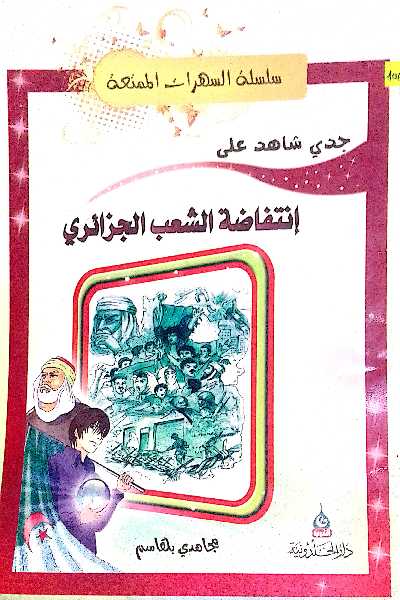 سلسلة السهرات الممتعة
جدي شاهد على
إنتفاضة الشعب الجزائري
مجاهدي بلقاسم
دار الخلدونية